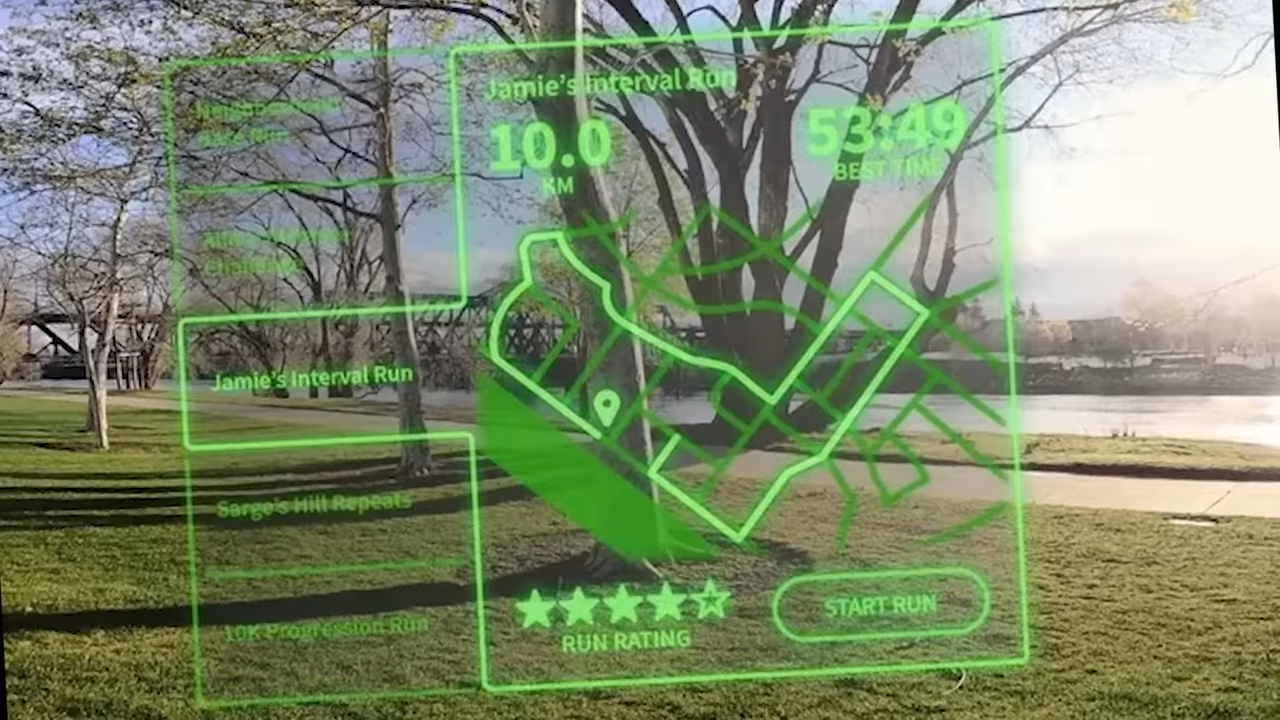 Challenge
Jamie's Interval Run
Sarge's Hill Repeats
10K Progression Run
Jamie's Interval Run
10.0
KM
53:49
BEST TIME
RUN RATING
START RUN